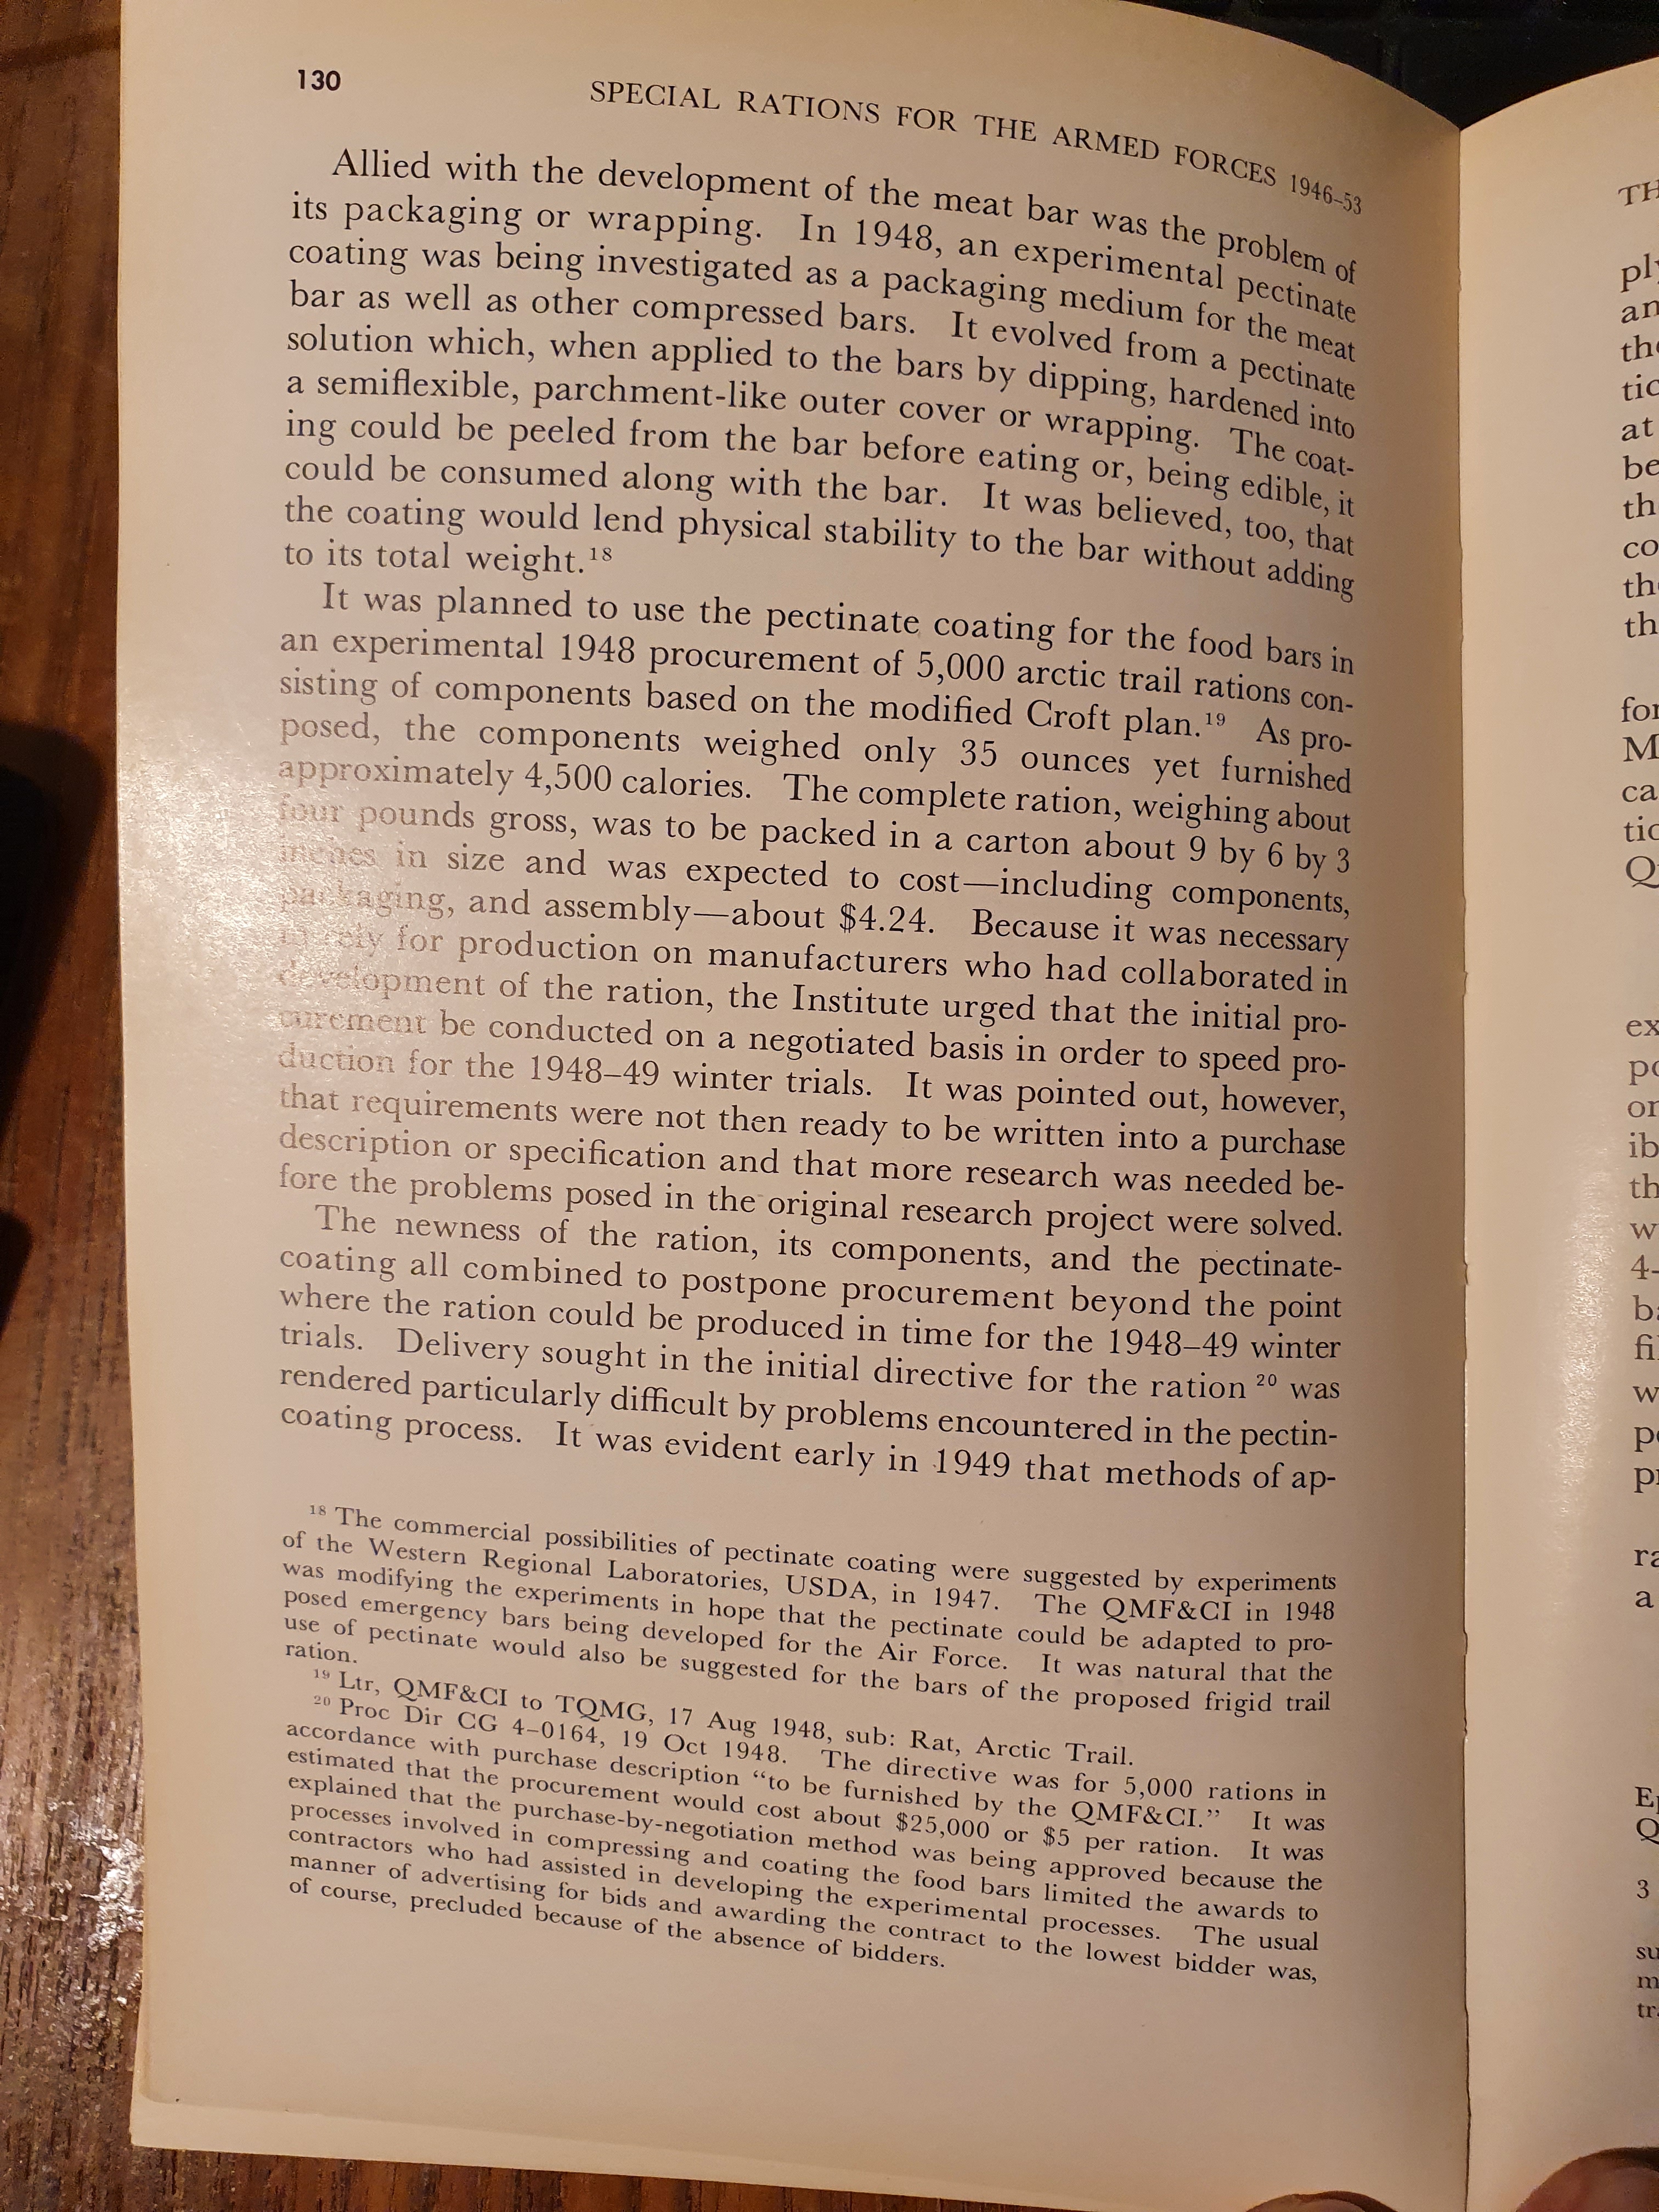 130
SPECIAL RATIONS FOR THE ARMED FORCES 1946–53
Allied with the development of the meat bar was the problem of
its packaging or wrapping. In 1948, an experimental pectinate
coating was being investigated as a packaging medium for the meat
bar as well as other compressed bars. It evolved from a pectinate
solution which, when applied to the bars by dipping, hardened into
a semiflexible, parchment-like outer cover or wrapping. The coat-
ing could be peeled from the bar before eating or, being edible, it
could be consumed along with the bar. It was believed, too, that
the coating would lend physical stability to the bar without adding
to its total weight.¹⁸
It was planned to use the pectinate coating for the food bars in
an experimental 1948 procurement of 5,000 arctic trail rations con-
sisting of components based on the modified Croft plan.¹⁹ As pro-
posed, the components weighed only 35 ounces yet furnished
approximately 4,500 calories. The complete ration, weighing about
four pounds gross, was to be packed in a carton about 9 by 6 by 3
inches in size and was expected to cost—including components,
packaging, and assembly—about $4.24. Because it was necessary
to rely for production on manufacturers who had collaborated in
development of the ration, the Institute urged that the initial pro-
curement be conducted on a negotiated basis in order to speed pro-
duction for the 1948–49 winter trials. It was pointed out, however,
that requirements were not then ready to be written into a purchase
description or specification and that more research was needed be-
fore the problems posed in the original research project were solved.
The newness of the ration, its components, and the pectinate-
coating all combined to postpone procurement beyond the point
where the ration could be produced in time for the 1948–49 winter
trials. Delivery sought in the initial directive for the ration ²⁰ was
rendered particularly difficult by problems encountered in the pectin-
coating process. It was evident early in 1949 that methods of ap-
¹⁸ The commercial possibilities of pectinate coating were suggested by experiments
of the Western Regional Laboratories, USDA, in 1947. The QMF&CI in 1948
was modifying the experiments in hope that the pectinate could be adapted to pro-
posed emergency bars being developed for the Air Force. It was natural that the
use of pectinate would also be suggested for the bars of the proposed frigid trail
ration.
¹⁹ Ltr, QMF&CI to TQMG, 17 Aug 1948, sub: Rat, Arctic Trail.
²⁰ Proc Dir CG 4–0164, 19 Oct 1948. The directive was for 5,000 rations in
accordance with purchase description “to be furnished by the QMF&CI.” It was
estimated that the procurement would cost about $25,000 or $5 per ration. It was
explained that the purchase-by-negotiation method was being approved because the
processes involved in compressing and coating the food bars limited the awards to
contractors who had assisted in developing the experimental processes. The usual
manner of advertising for bids and awarding the contract to the lowest bidder was,
of course, precluded because of the absence of bidders.